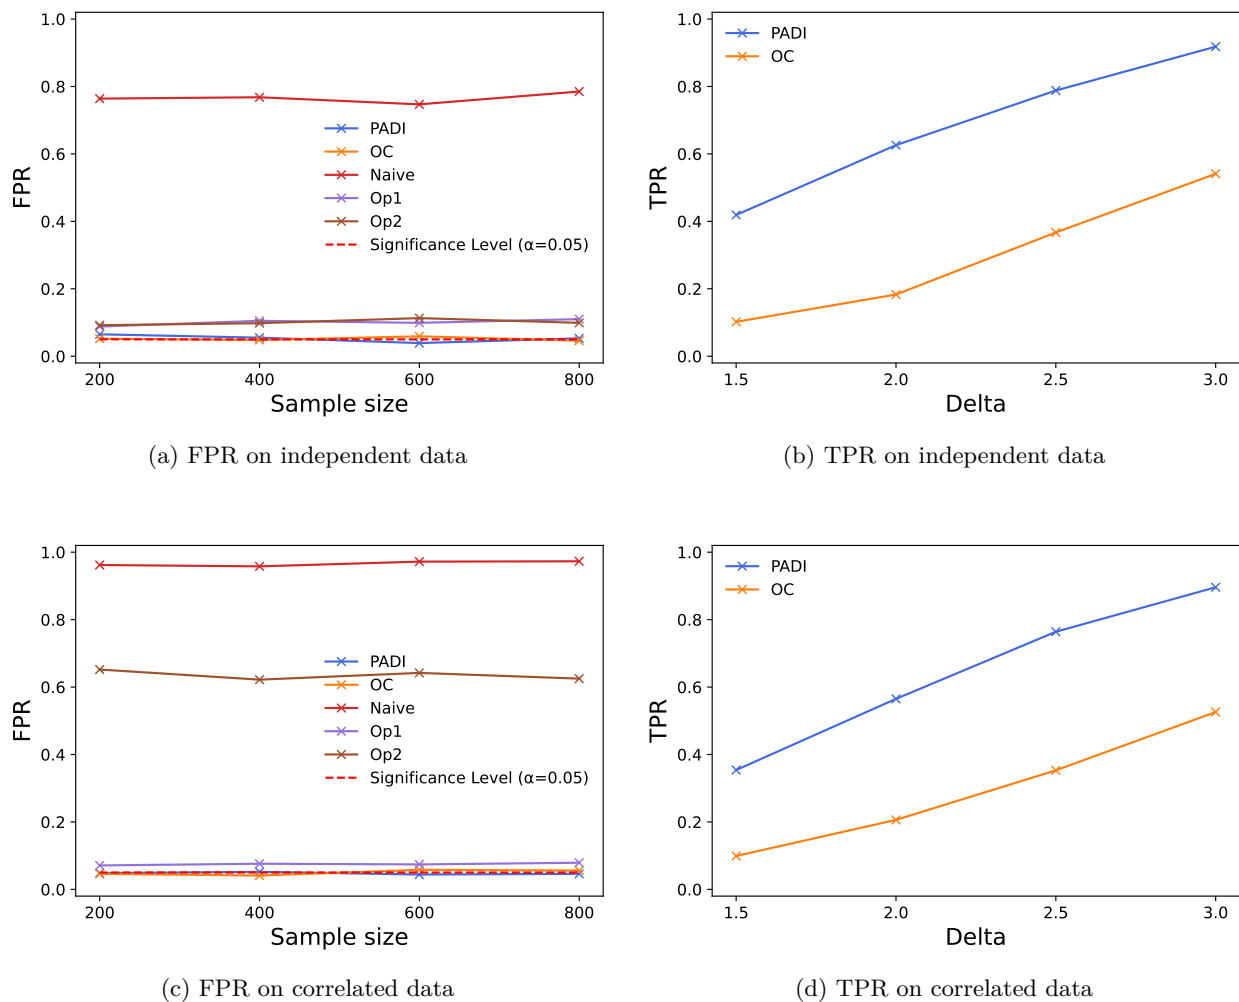 1.0
0.8
0.6
0.4
0.2
0.0
FPR
PADI
OC
Naive
Op1
Op2
Significance Level (α=0.05)
200 400 600 800
Sample size
(a) FPR on independent data
1.0
0.8
0.6
0.4
0.2
0.0
TPR
PADI
OC
1.5 2.0 2.5 3.0
Delta
(b) TPR on independent data
1.0
0.8
0.6
0.4
0.2
0.0
FPR
PADI
OC
Naive
Op1
Op2
Significance Level (α=0.05)
200 400 600 800
Sample size
(c) FPR on correlated data
1.0
0.8
0.6
0.4
0.2
0.0
TPR
PADI
OC
1.5 2.0 2.5 3.0
Delta
(d) TPR on correlated data